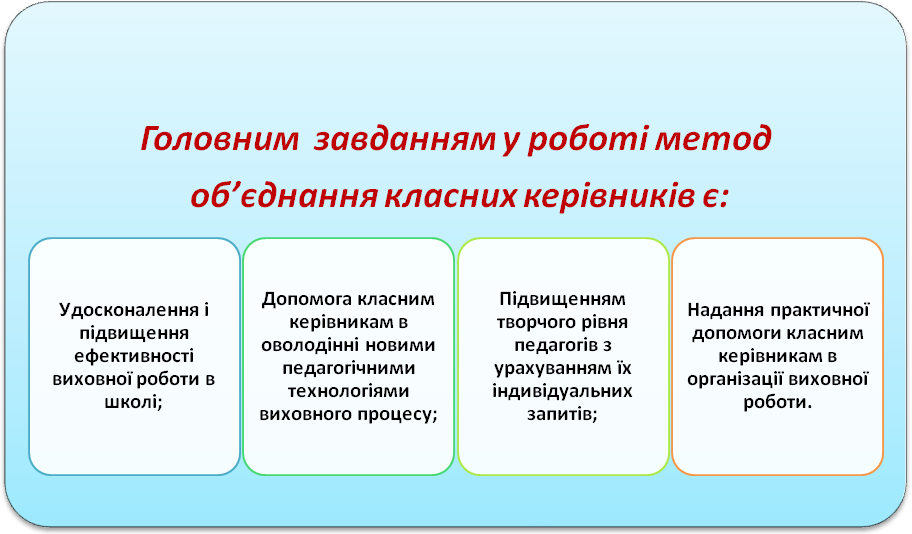 Головним завданням у роботі метод
об’єднання класних керівників є:
Удосконалення і
підвищення
ефективності
виховної роботи в
школі;
Допомога класним
керівникам в
оволодінні новими
педагогічними
технологіями
виховного процесу;
Підвищенням
творчого рівня
педагогів з
урахуванням їх
індивідуальних
запитів;
Надання практичної
допомоги класним
керівникам в
організації виховної
роботи.